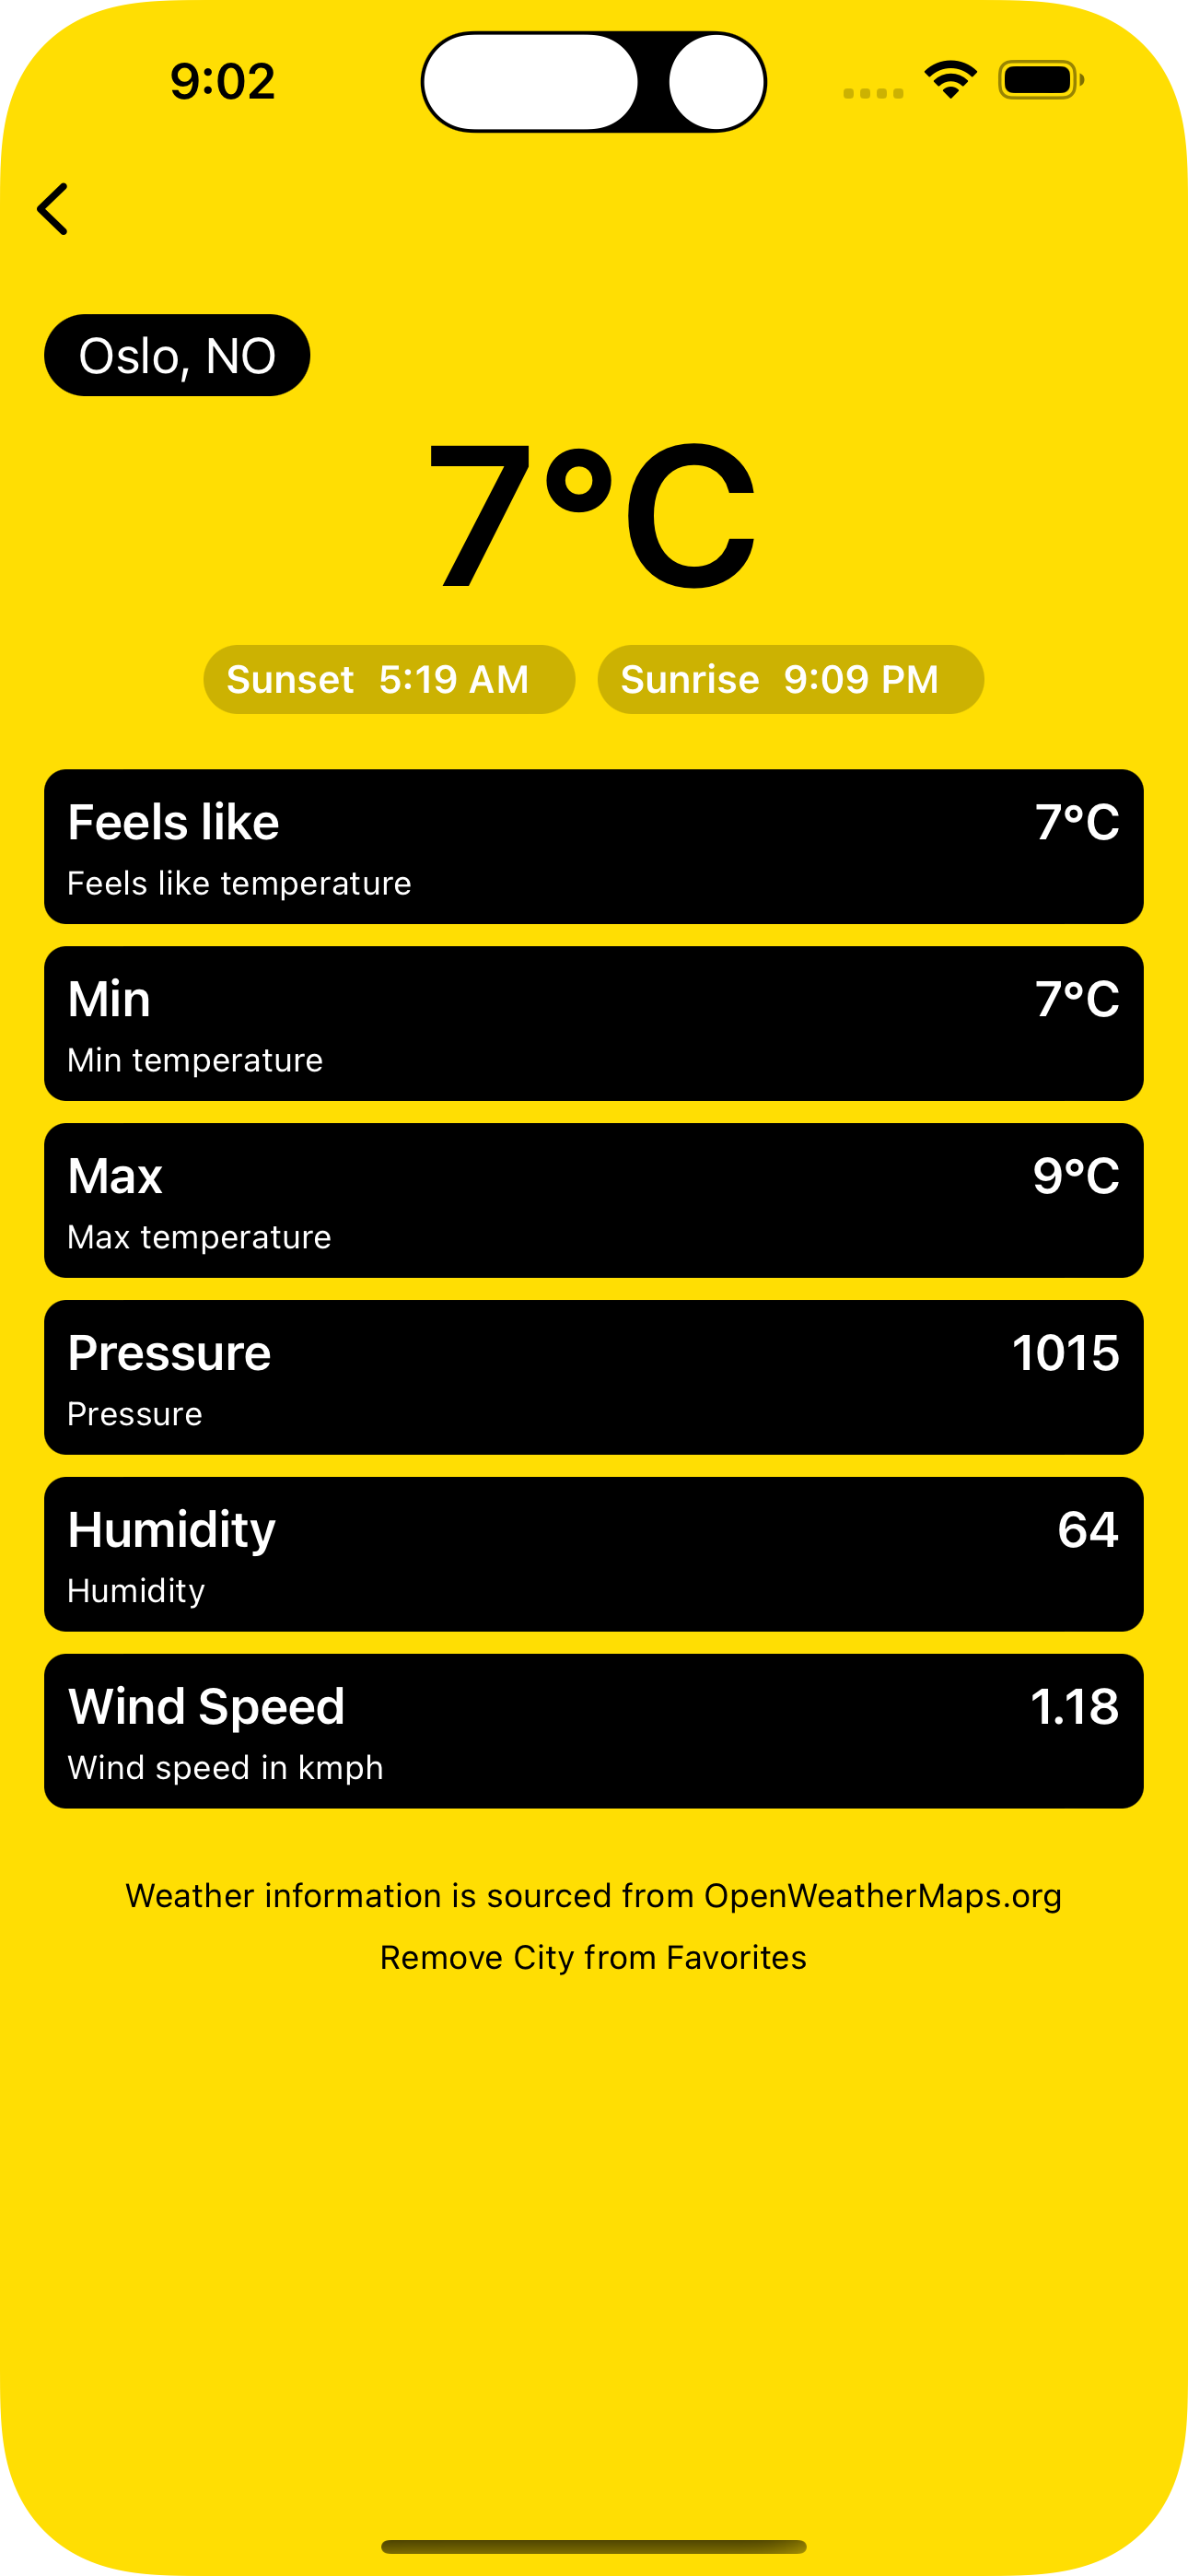 9:02
Oslo, NO
7°C
Sunset 5:19 AM Sunrise 9:09 PM
Feels like 7°C
Feels like temperature
Min 7°C
Min temperature
Max 9°C
Max temperature
Pressure 1015
Pressure
Humidity 64
Humidity
Wind Speed 1.18
Wind speed in kmph
Weather information is sourced from OpenWeatherMaps.org
Remove City from Favorites